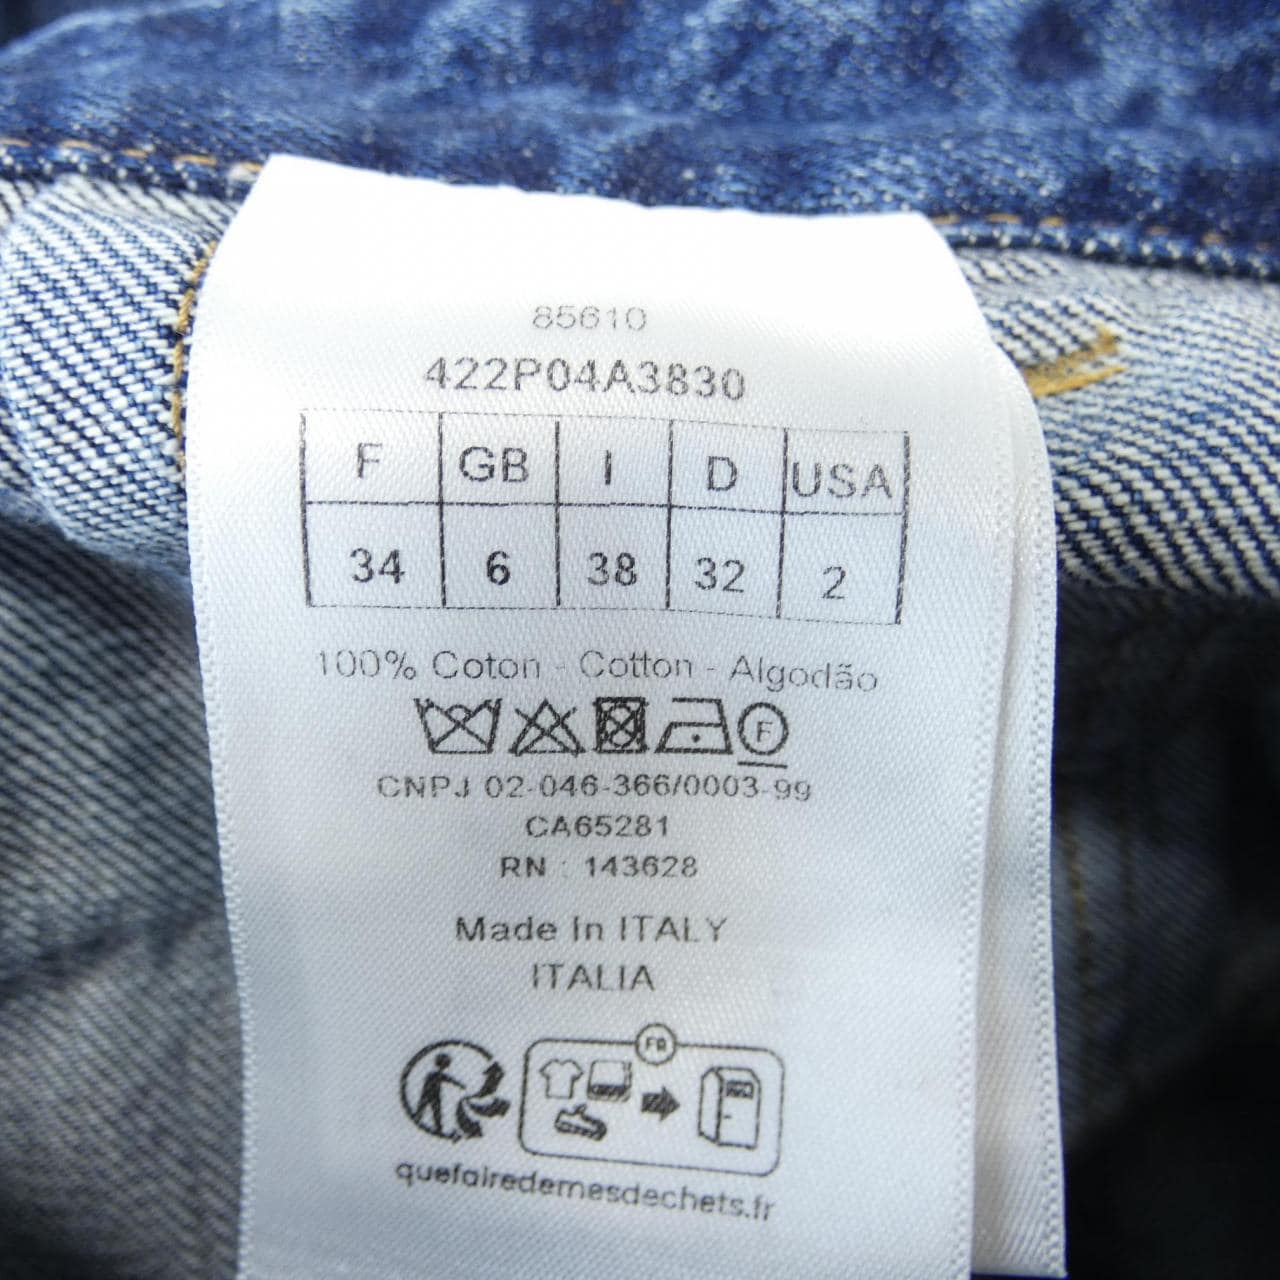 85610
422P04A3830
F GB I D USA
34 6 38 32 2
100% Coton - Cotton - Algodão
F
CNPJ 02-046-366/0003-99
CA65281
RN : 143628
Made In ITALY
ITALIA
FR
quefairedemesdechets.fr